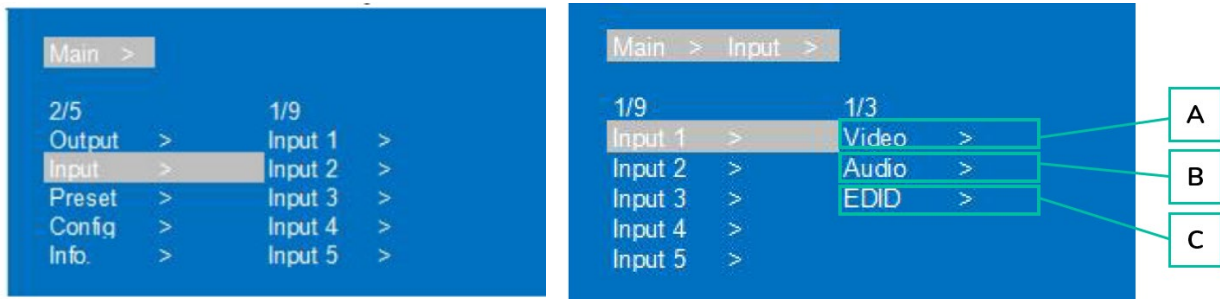 Main >
2/5 1/9
Output > Input 1 >
Input > Input 2 >
Preset > Input 3 >
Config > Input 4 >
Info. > Input 5 >
Main > Input >
1/9 1/3
Input 1 > Video >
Input 2 > Audio >
Input 3 > EDID >
Input 4 >
Input 5 >
A
B
C